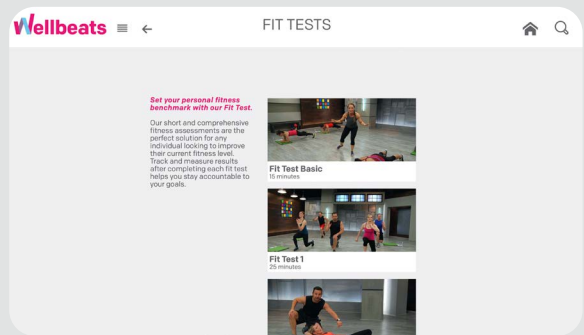 Wellbeats
FIT TESTS
Set your personal fitness
benchmark with our Fit Test.
Our short and comprehensive
fitness assessments are the
perfect solution for any
individual looking to improve
their current fitness level.
Track and measure results
after completing each fit test
helps you stay accountable to
your goals.
Fit Test Basic
15 minutes
Fit Test 1
25 minutes